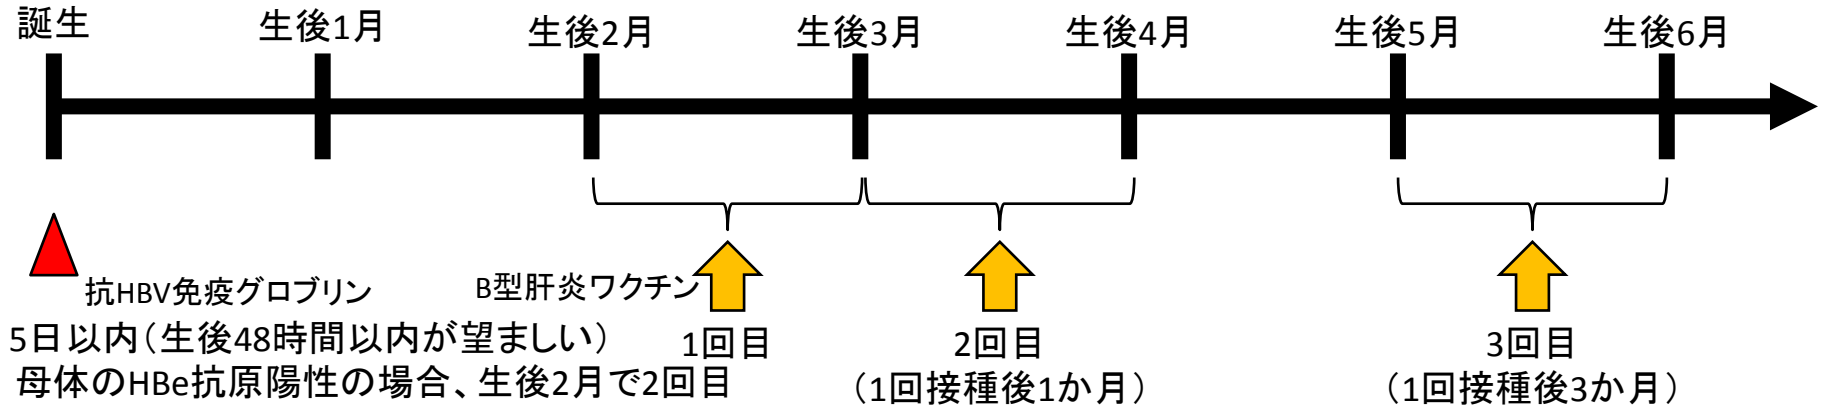 誕生
生後1月
生後2月
生後3月
生後4月
生後5月
生後6月
抗HBV免疫グロブリン
5日以内(生後48時間以内が望ましい)
母体のHBe抗原陽性の場合、生後2月で2回目
B型肝炎ワクチン
1回目
2回目
(1回接種後1か月)
3回目
(1回接種後3か月)